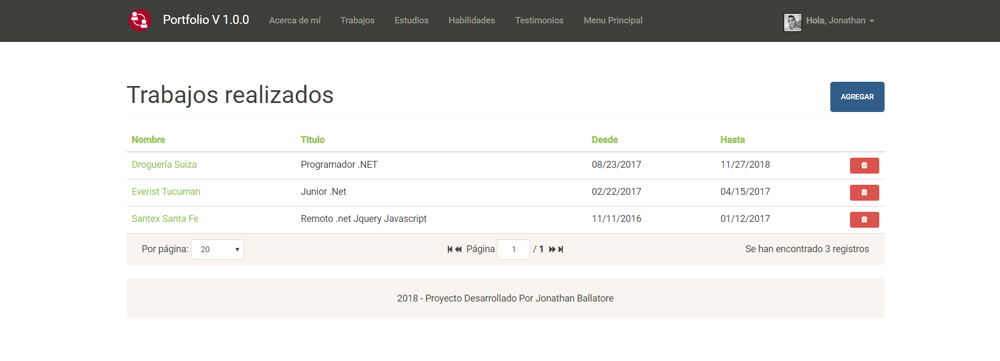 Portfolio V 1.0.0 Acerca de mí Trabajos Estudios Habilidades Testimonios Menu Principal Hola, Jonathan
Trabajos realizados AGREGAR
Nombre Titulo Desde Hasta
Droguería Suiza Programador .NET 08/23/2017 11/27/2018
Everist Tucuman Junior .Net 02/22/2017 04/15/2017
Santex Santa Fe Remoto .net Jquery Javascript 11/11/2016 01/12/2017
Por página: 20 Página 1 / 1 Se han encontrado 3 registros
2018 - Proyecto Desarrollado Por Jonathan Ballatore